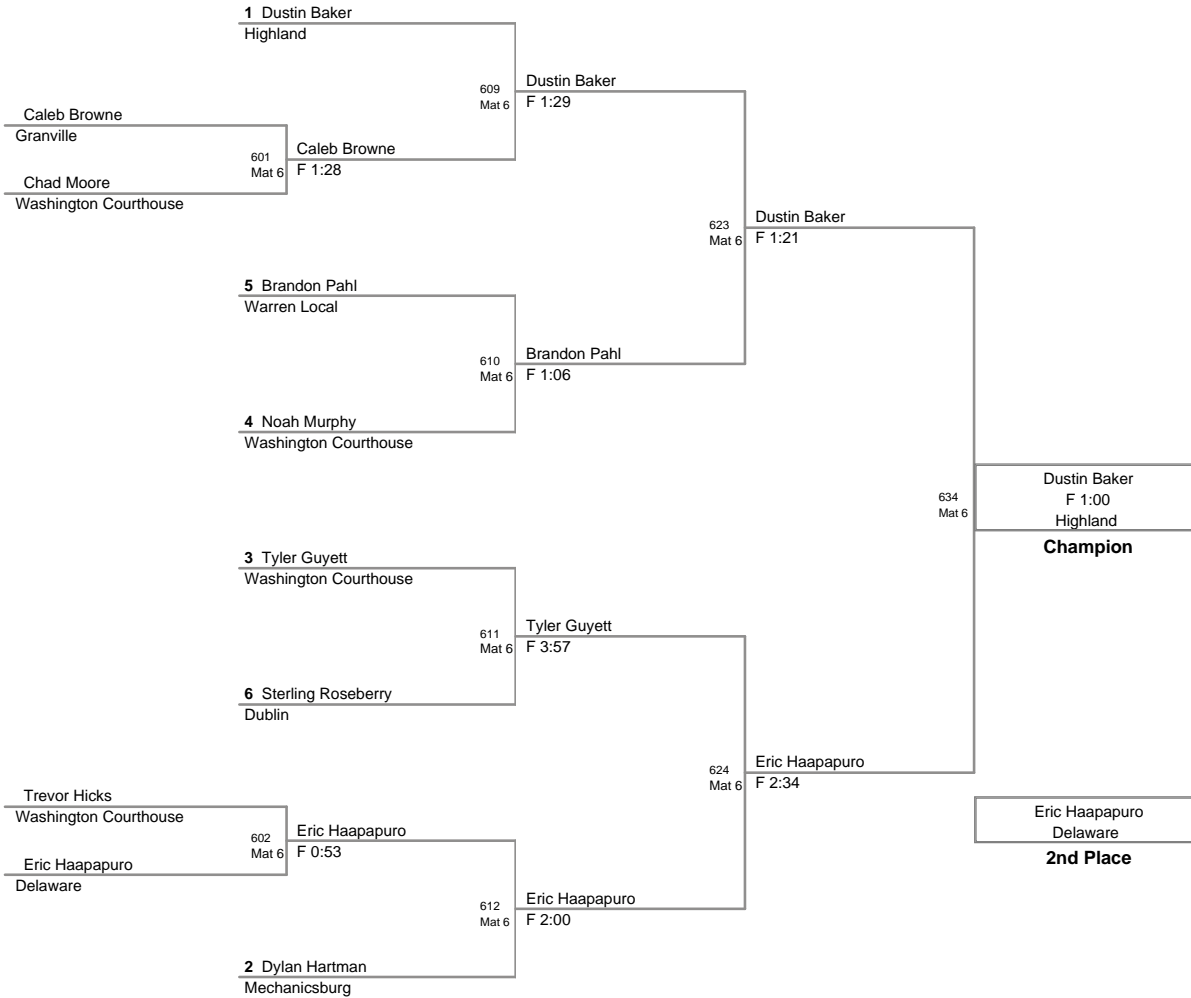 1 Dustin Baker
Highland
609
Mat 6
Dustin Baker
F 1:29
Caleb Browne
Granville
601
Mat 6
Caleb Browne
F 1:28
Chad Moore
Washington Courthouse
623
Mat 6
Dustin Baker
F 1:21
5 Brandon Pahl
Warren Local
610
Mat 6
Brandon Pahl
F 1:06
4 Noah Murphy
Washington Courthouse
634
Mat 6
Dustin Baker
F 1:00
Highland
Champion
3 Tyler Guyett
Washington Courthouse
611
Mat 6
Tyler Guyett
F 3:57
6 Sterling Roseberry
Dublin
624
Mat 6
Eric Haapapuro
F 2:34
Trevor Hicks
Washington Courthouse
602
Mat 6
Eric Haapapuro
F 0:53
Eric Haapapuro
Delaware
Eric Haapapuro
Delaware
2nd Place
612
Mat 6
Eric Haapapuro
F 2:00
2 Dylan Hartman
Mechanicsburg